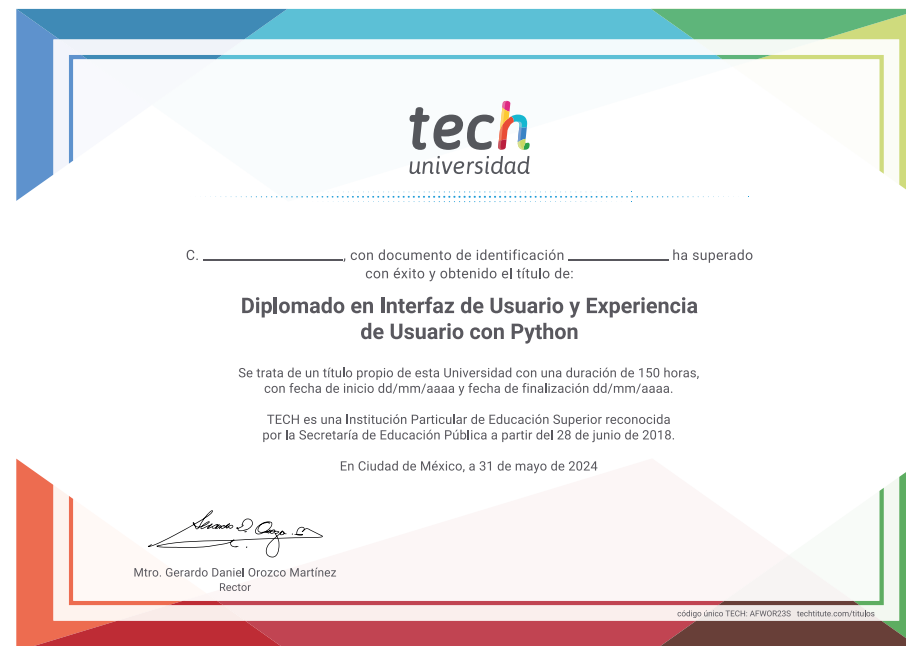 tech
universidad
C. ________________, con documento de identificación ____________ ha superado
con éxito y obtenido el título de:
Diplomado en Interfaz de Usuario y Experiencia
de Usuario con Python
Se trata de un título propio de esta Universidad con una duración de 150 horas,
con fecha de inicio dd/mm/aaaa y fecha de finalización dd/mm/aaaa.
TECH es una Institución Particular de Educación Superior reconocida
por la Secretaría de Educación Pública a partir del 28 de junio de 2018.
En Ciudad de México, a 31 de mayo de 2024
Mtro. Gerardo Daniel Orozco Martínez
Rector
código único TECH: AFWOR23S techtitute.com/titulos